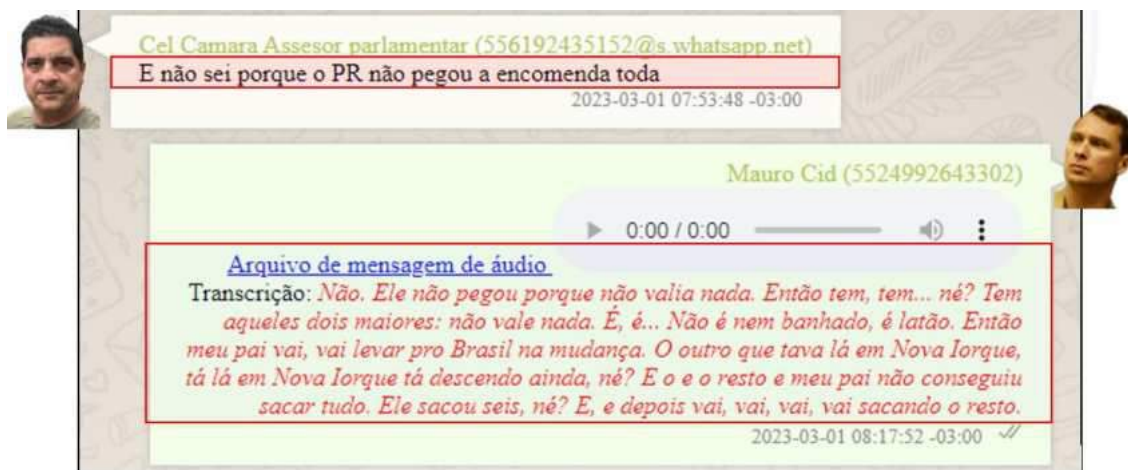 Cel Camara Assesor parlamentar (556192435152@s.whatsapp.net)
E não sei porque o PR não pegou a encomenda toda
2023-03-01 07:53:48 -03:00
Mauro Cid (5524992643302)
0:00 / 0:00
Arquivo de mensagem de áudio
Transcrição: Não. Ele não pegou porque não valia nada. Então tem, tem... né? Tem
aqueles dois maiores: não vale nada. É, é... Não é nem banhado, é latão. Então
meu pai vai, vai levar pro Brasil na mudança. O outro que tava lá em Nova Iorque,
tá lá em Nova Iorque tá descendo ainda, né? E o e o resto e meu pai não conseguiu
sacar tudo. Ele sacou seis, né? E, e depois vai, vai, vai, vai sacando o resto.
2023-03-01 08:17:52 -03:00